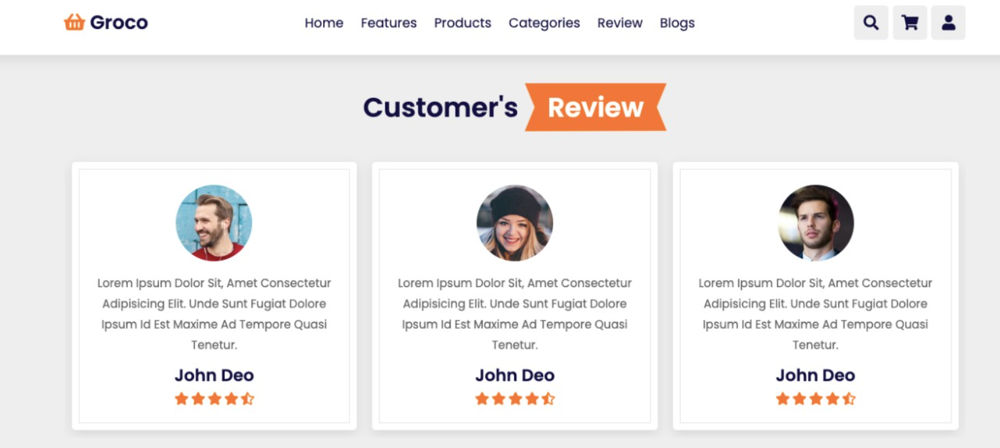 Groco
Home Features Products Categories Review Blogs
Customer's Review
Lorem Ipsum Dolor Sit, Amet Consectetur
Adipisicing Elit. Unde Sunt Fugiat Dolore
Ipsum Id Est Maxime Ad Tempore Quasi
Tenetur.
John Deo
Lorem Ipsum Dolor Sit, Amet Consectetur
Adipisicing Elit. Unde Sunt Fugiat Dolore
Ipsum Id Est Maxime Ad Tempore Quasi
Tenetur.
John Deo
Lorem Ipsum Dolor Sit, Amet Consectetur
Adipisicing Elit. Unde Sunt Fugiat Dolore
Ipsum Id Est Maxime Ad Tempore Quasi
Tenetur.
John Deo